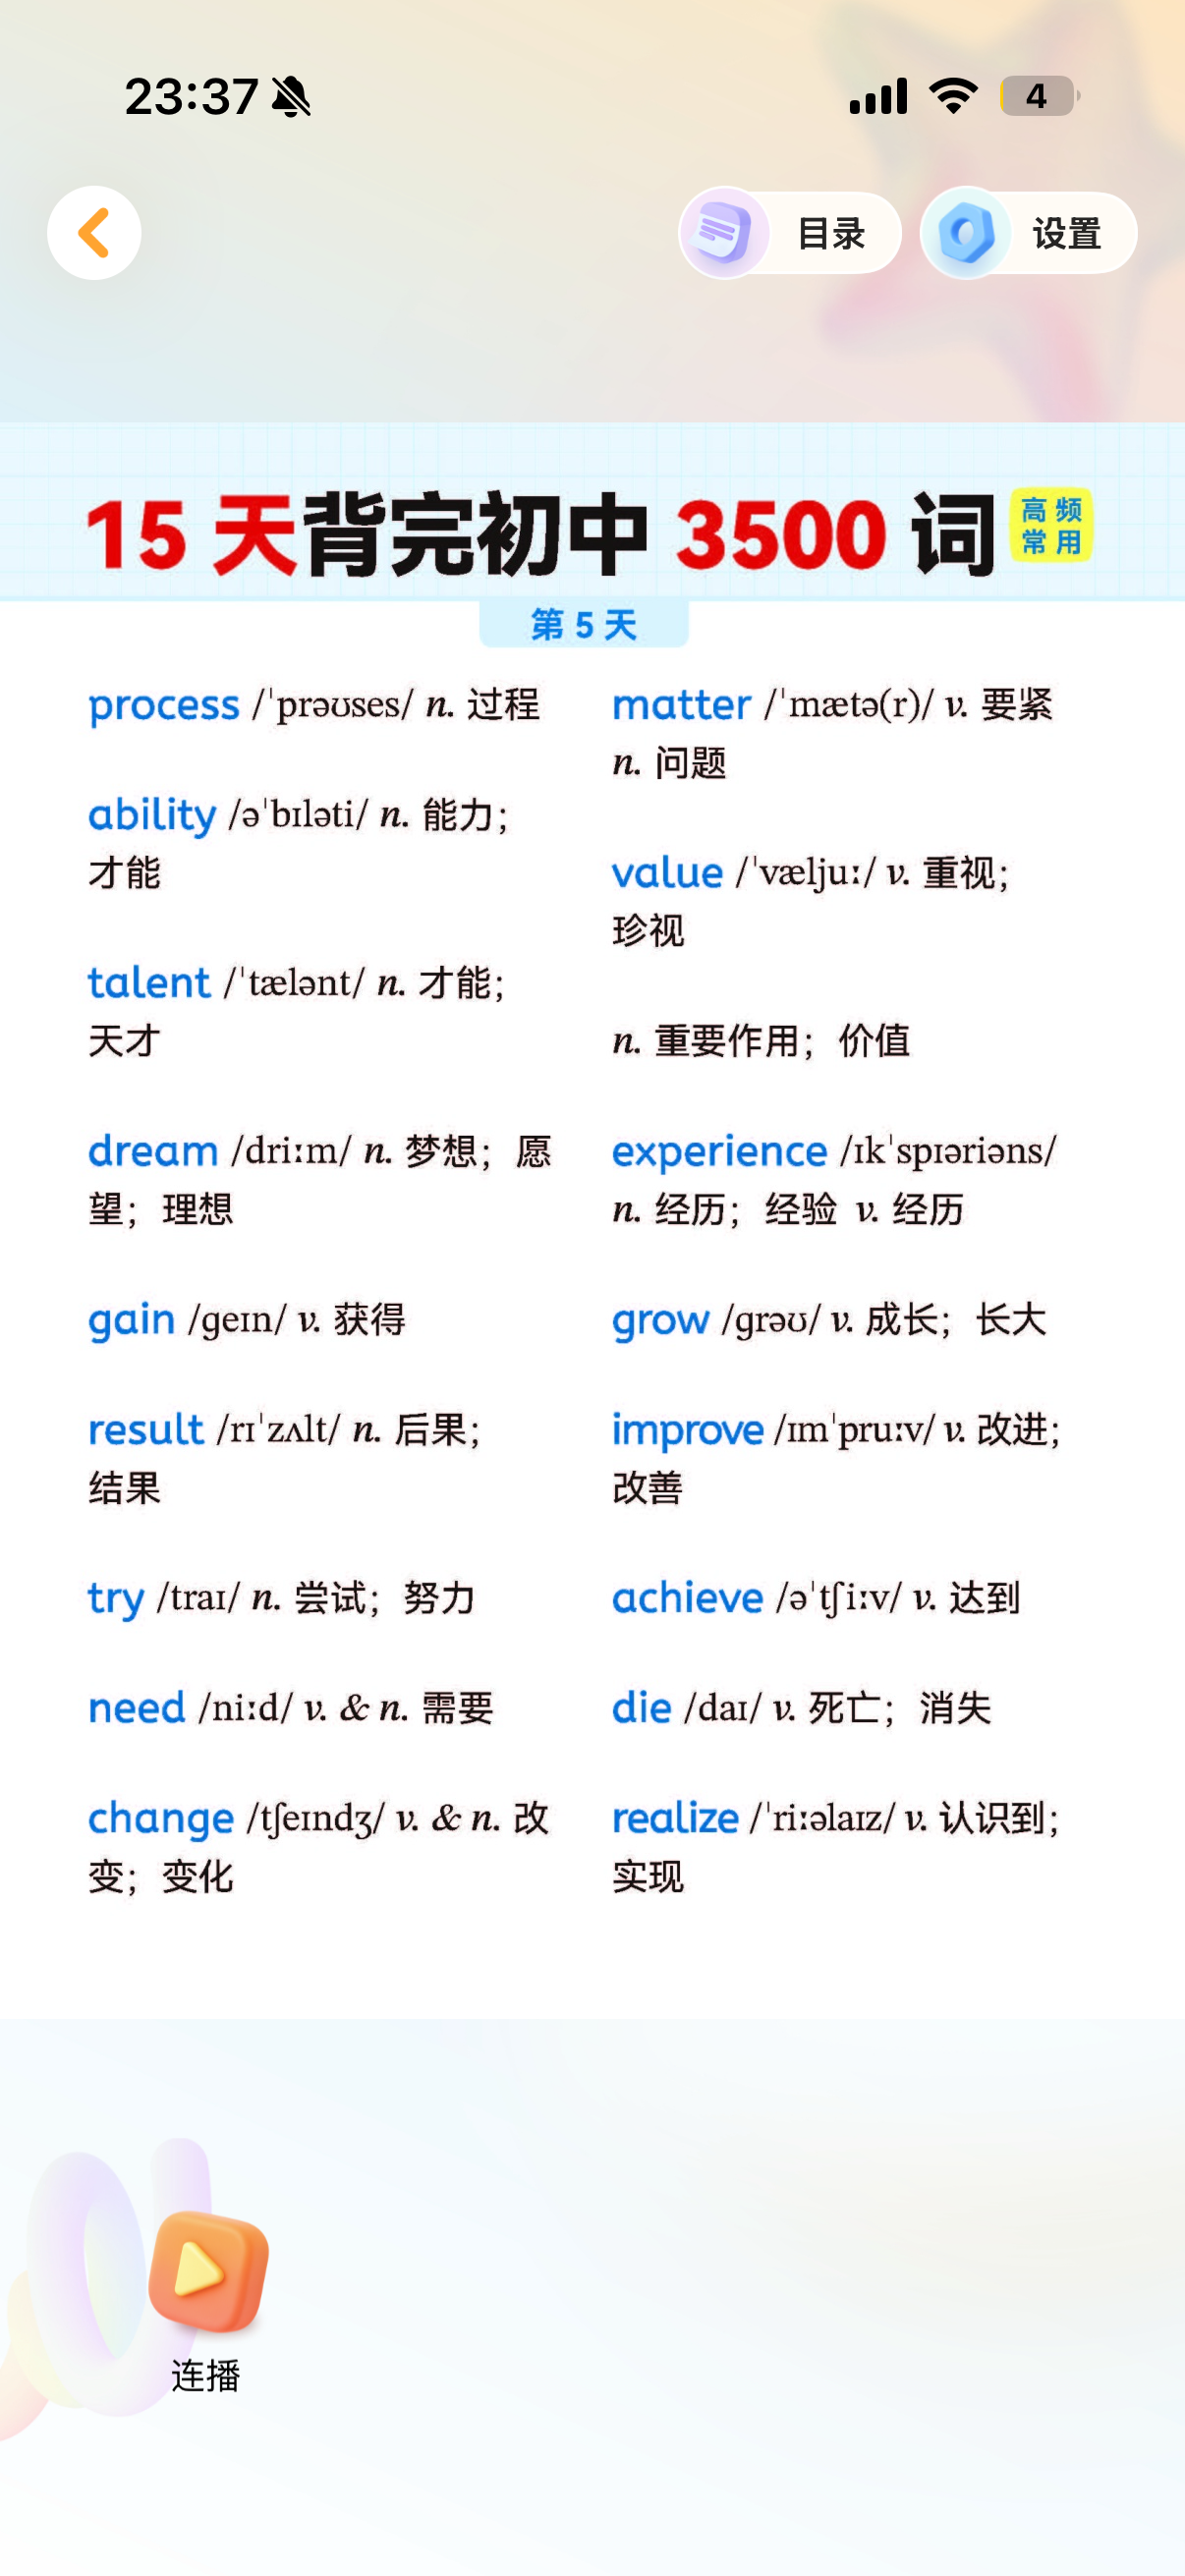 23:37
4
目录
设置
15 天背完初中 3500 词
高频
常用
第 5 天
process /ˈprəʊses/ n. 过程
ability /əˈbɪləti/ n. 能力；
才能
talent /ˈtælənt/ n. 才能；
天才
dream /driːm/ n. 梦想；愿
望；理想
gain /ɡeɪn/ v. 获得
result /rɪˈzʌlt/ n. 后果；
结果
try /traɪ/ n. 尝试；努力
need /niːd/ v. & n. 需要
change /tʃeɪndʒ/ v. & n. 改
变；变化
matter /ˈmætə(r)/ v. 要紧
n. 问题
value /ˈvæljuː/ v. 重视；
珍视
n. 重要作用；价值
experience /ɪkˈspɪəriəns/
n. 经历；经验 v. 经历
grow /ɡrəʊ/ v. 成长；长大
improve /ɪmˈpruːv/ v. 改进；
改善
achieve /əˈtʃiːv/ v. 达到
die /daɪ/ v. 死亡；消失
realize /ˈriːəlaɪz/ v. 认识到；
实现
连播